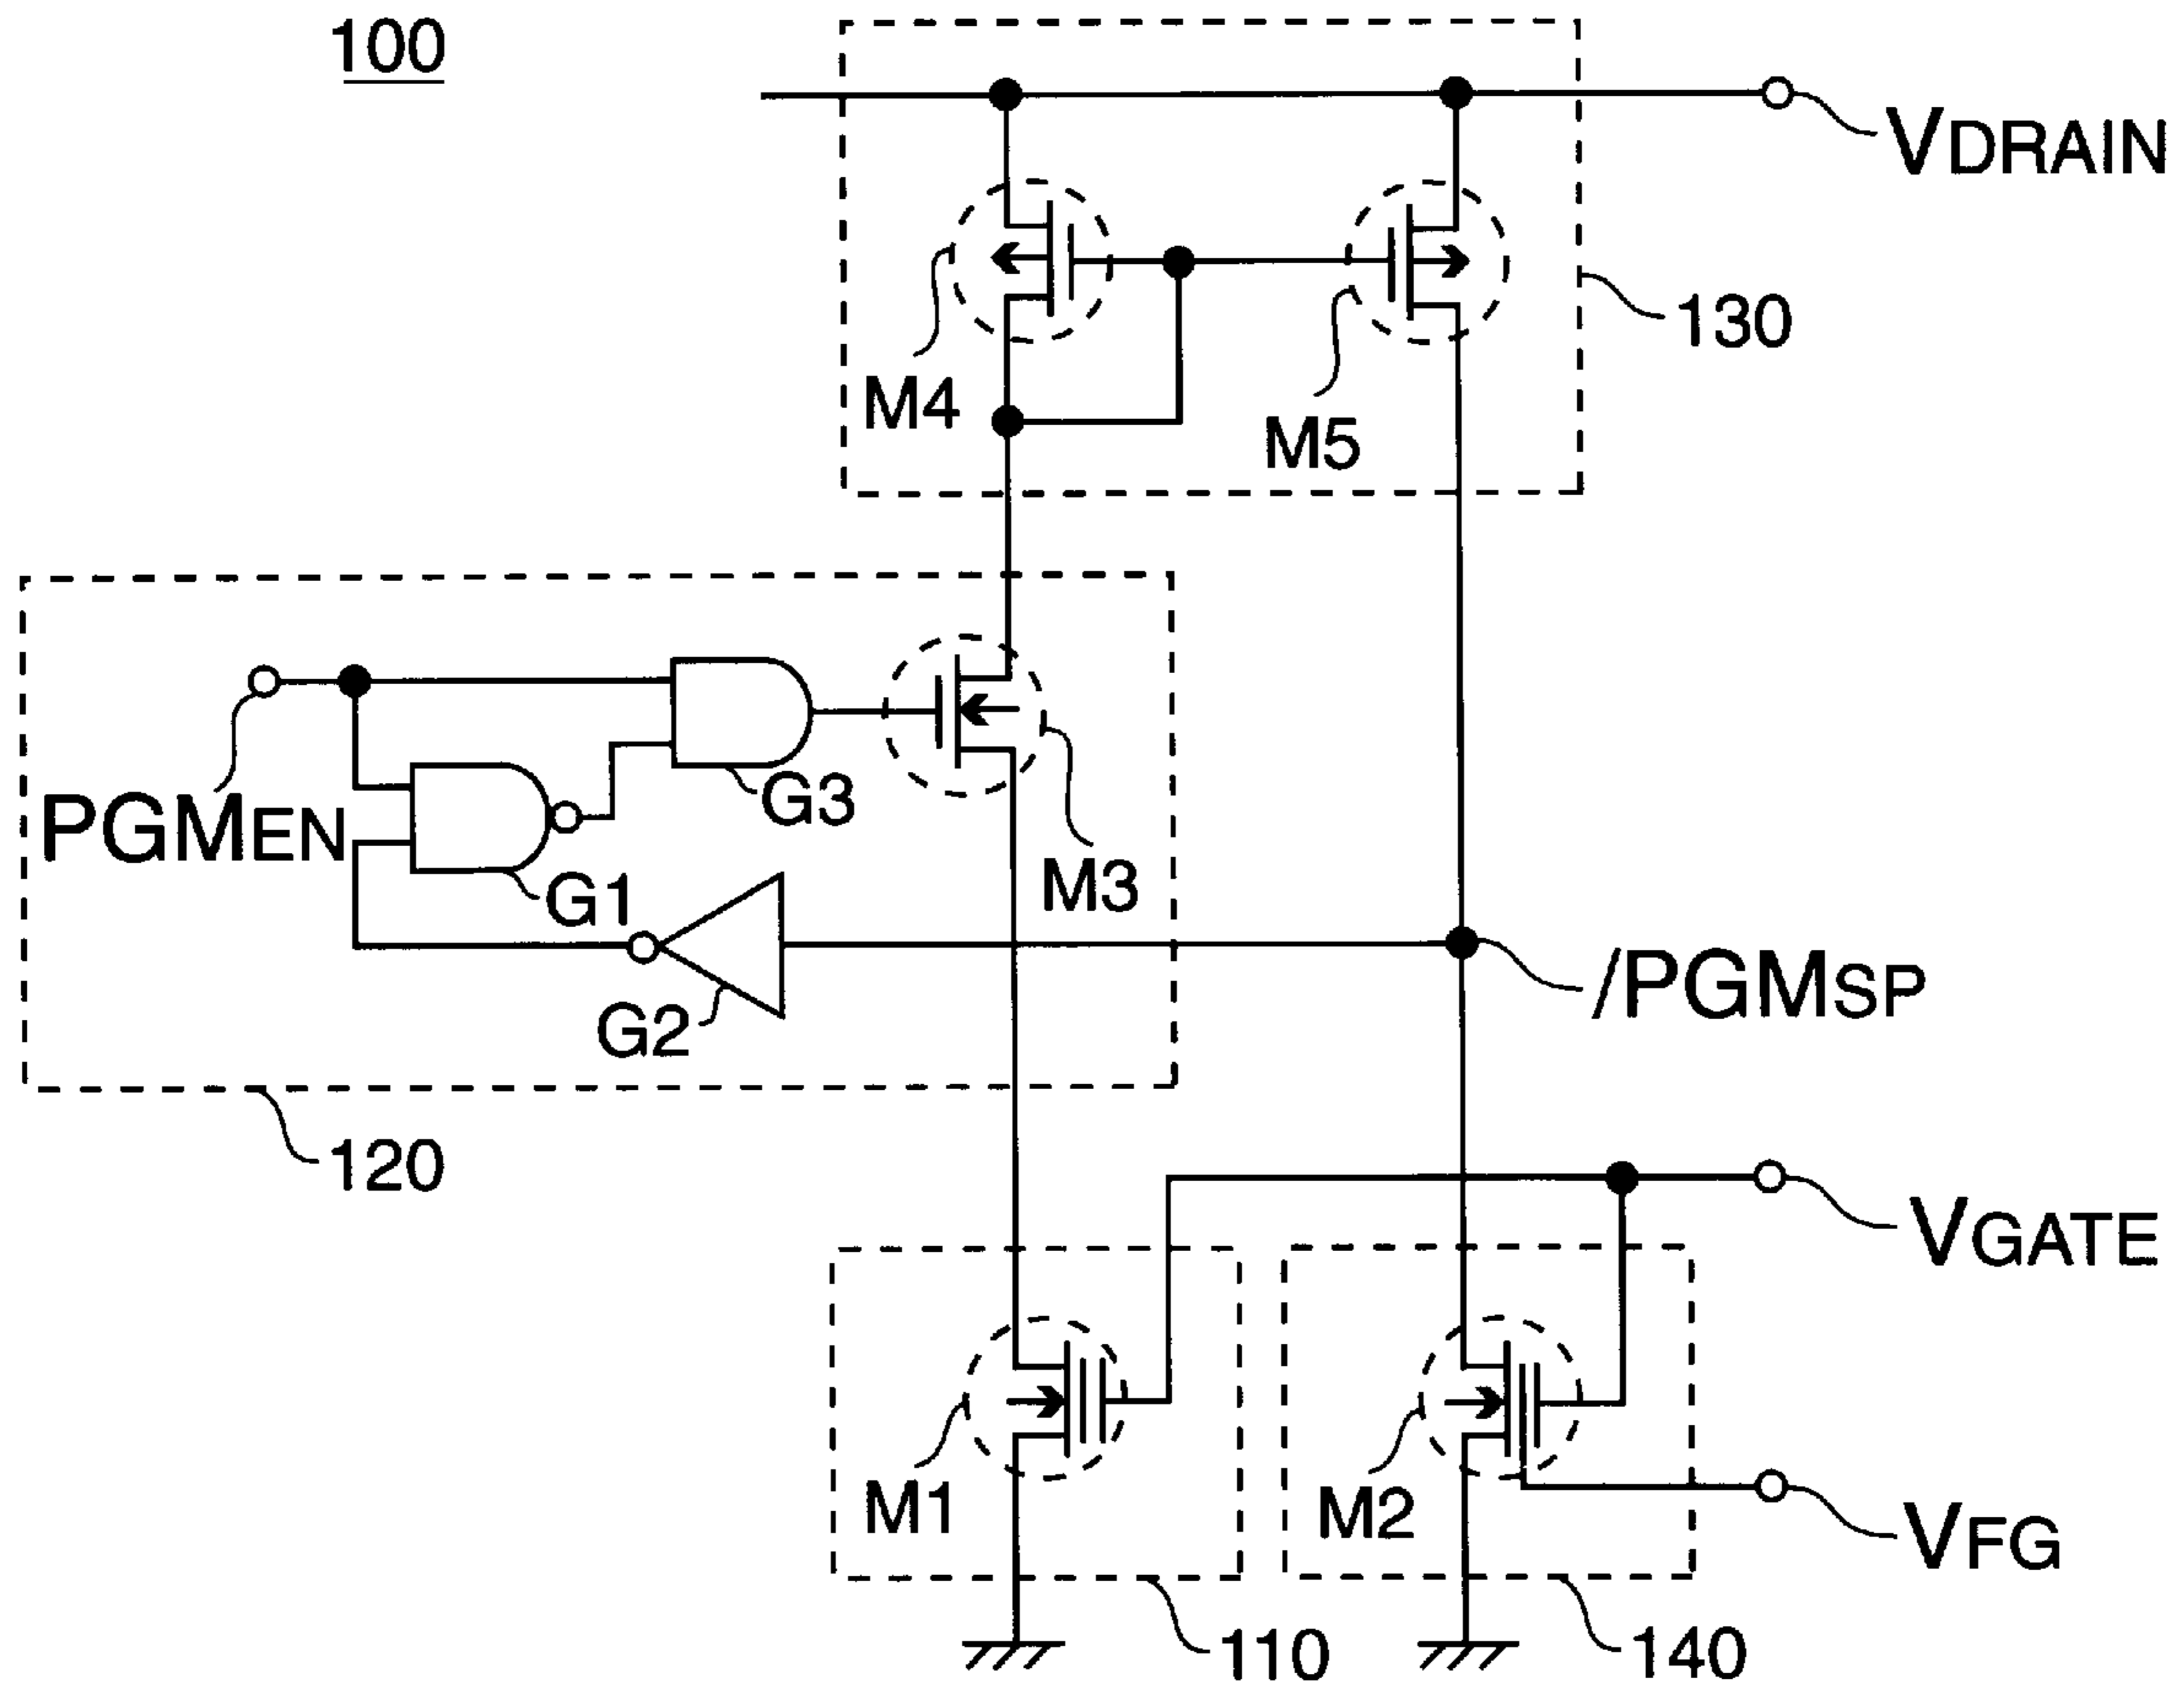 100
VDRAIN
130
M4
M5
PGMEN
G3
G1
M3
G2
/PGMSP
120
VGATE
M1
M2
VFG
110
140